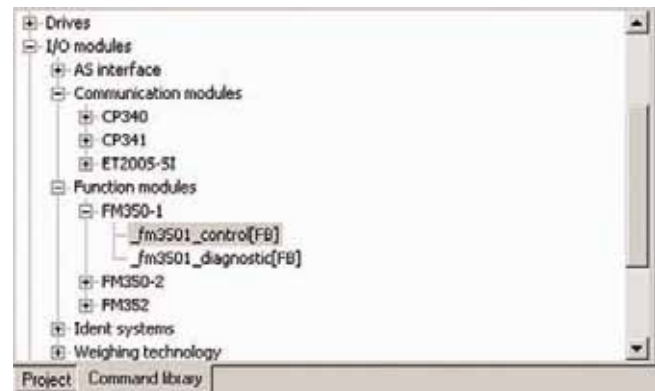 Drives
I/O modules
AS interface
Communication modules
CP340
CP341
ET200S-SI
Function modules
FM350-1
_fm3501_control[FB]
_fm3501_diagnostic[FB]
FM350-2
FM352
Ident systems
Weighing technology
Project Command library